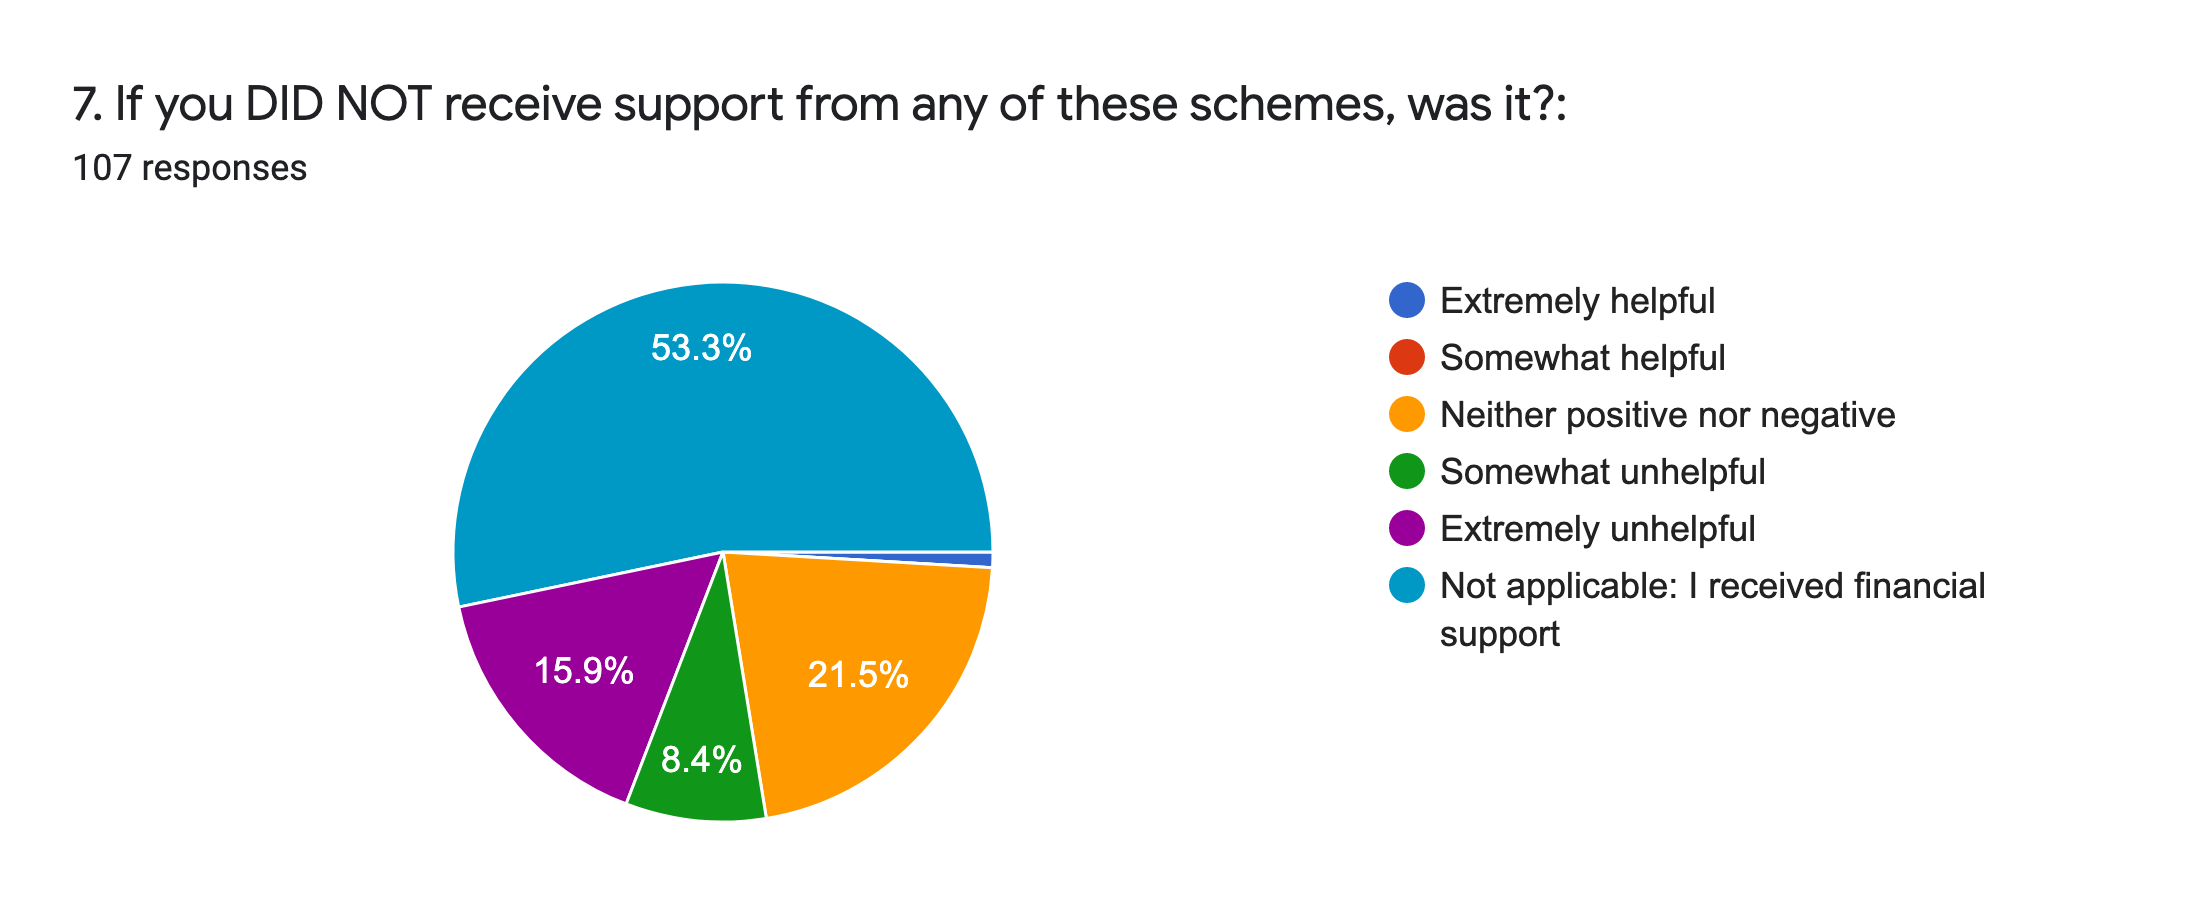 7. If you DID NOT receive support from any of these schemes, was it?:
107 responses
53.3%
15.9%
8.4%
21.5%
Extremely helpful
Somewhat helpful
Neither positive nor negative
Somewhat unhelpful
Extremely unhelpful
Not applicable: I received financial
support